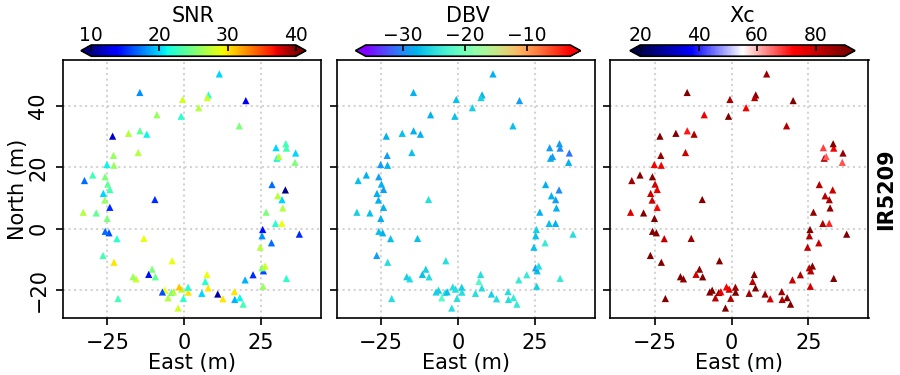 SNR DBV Xc
10 20 30 40 −30 −20 −10 20 40 60 80
40
20
0
−20
North (m)
−25 0 25 −25 0 25 −25 0 25
East (m) East (m) East (m)
IR5209